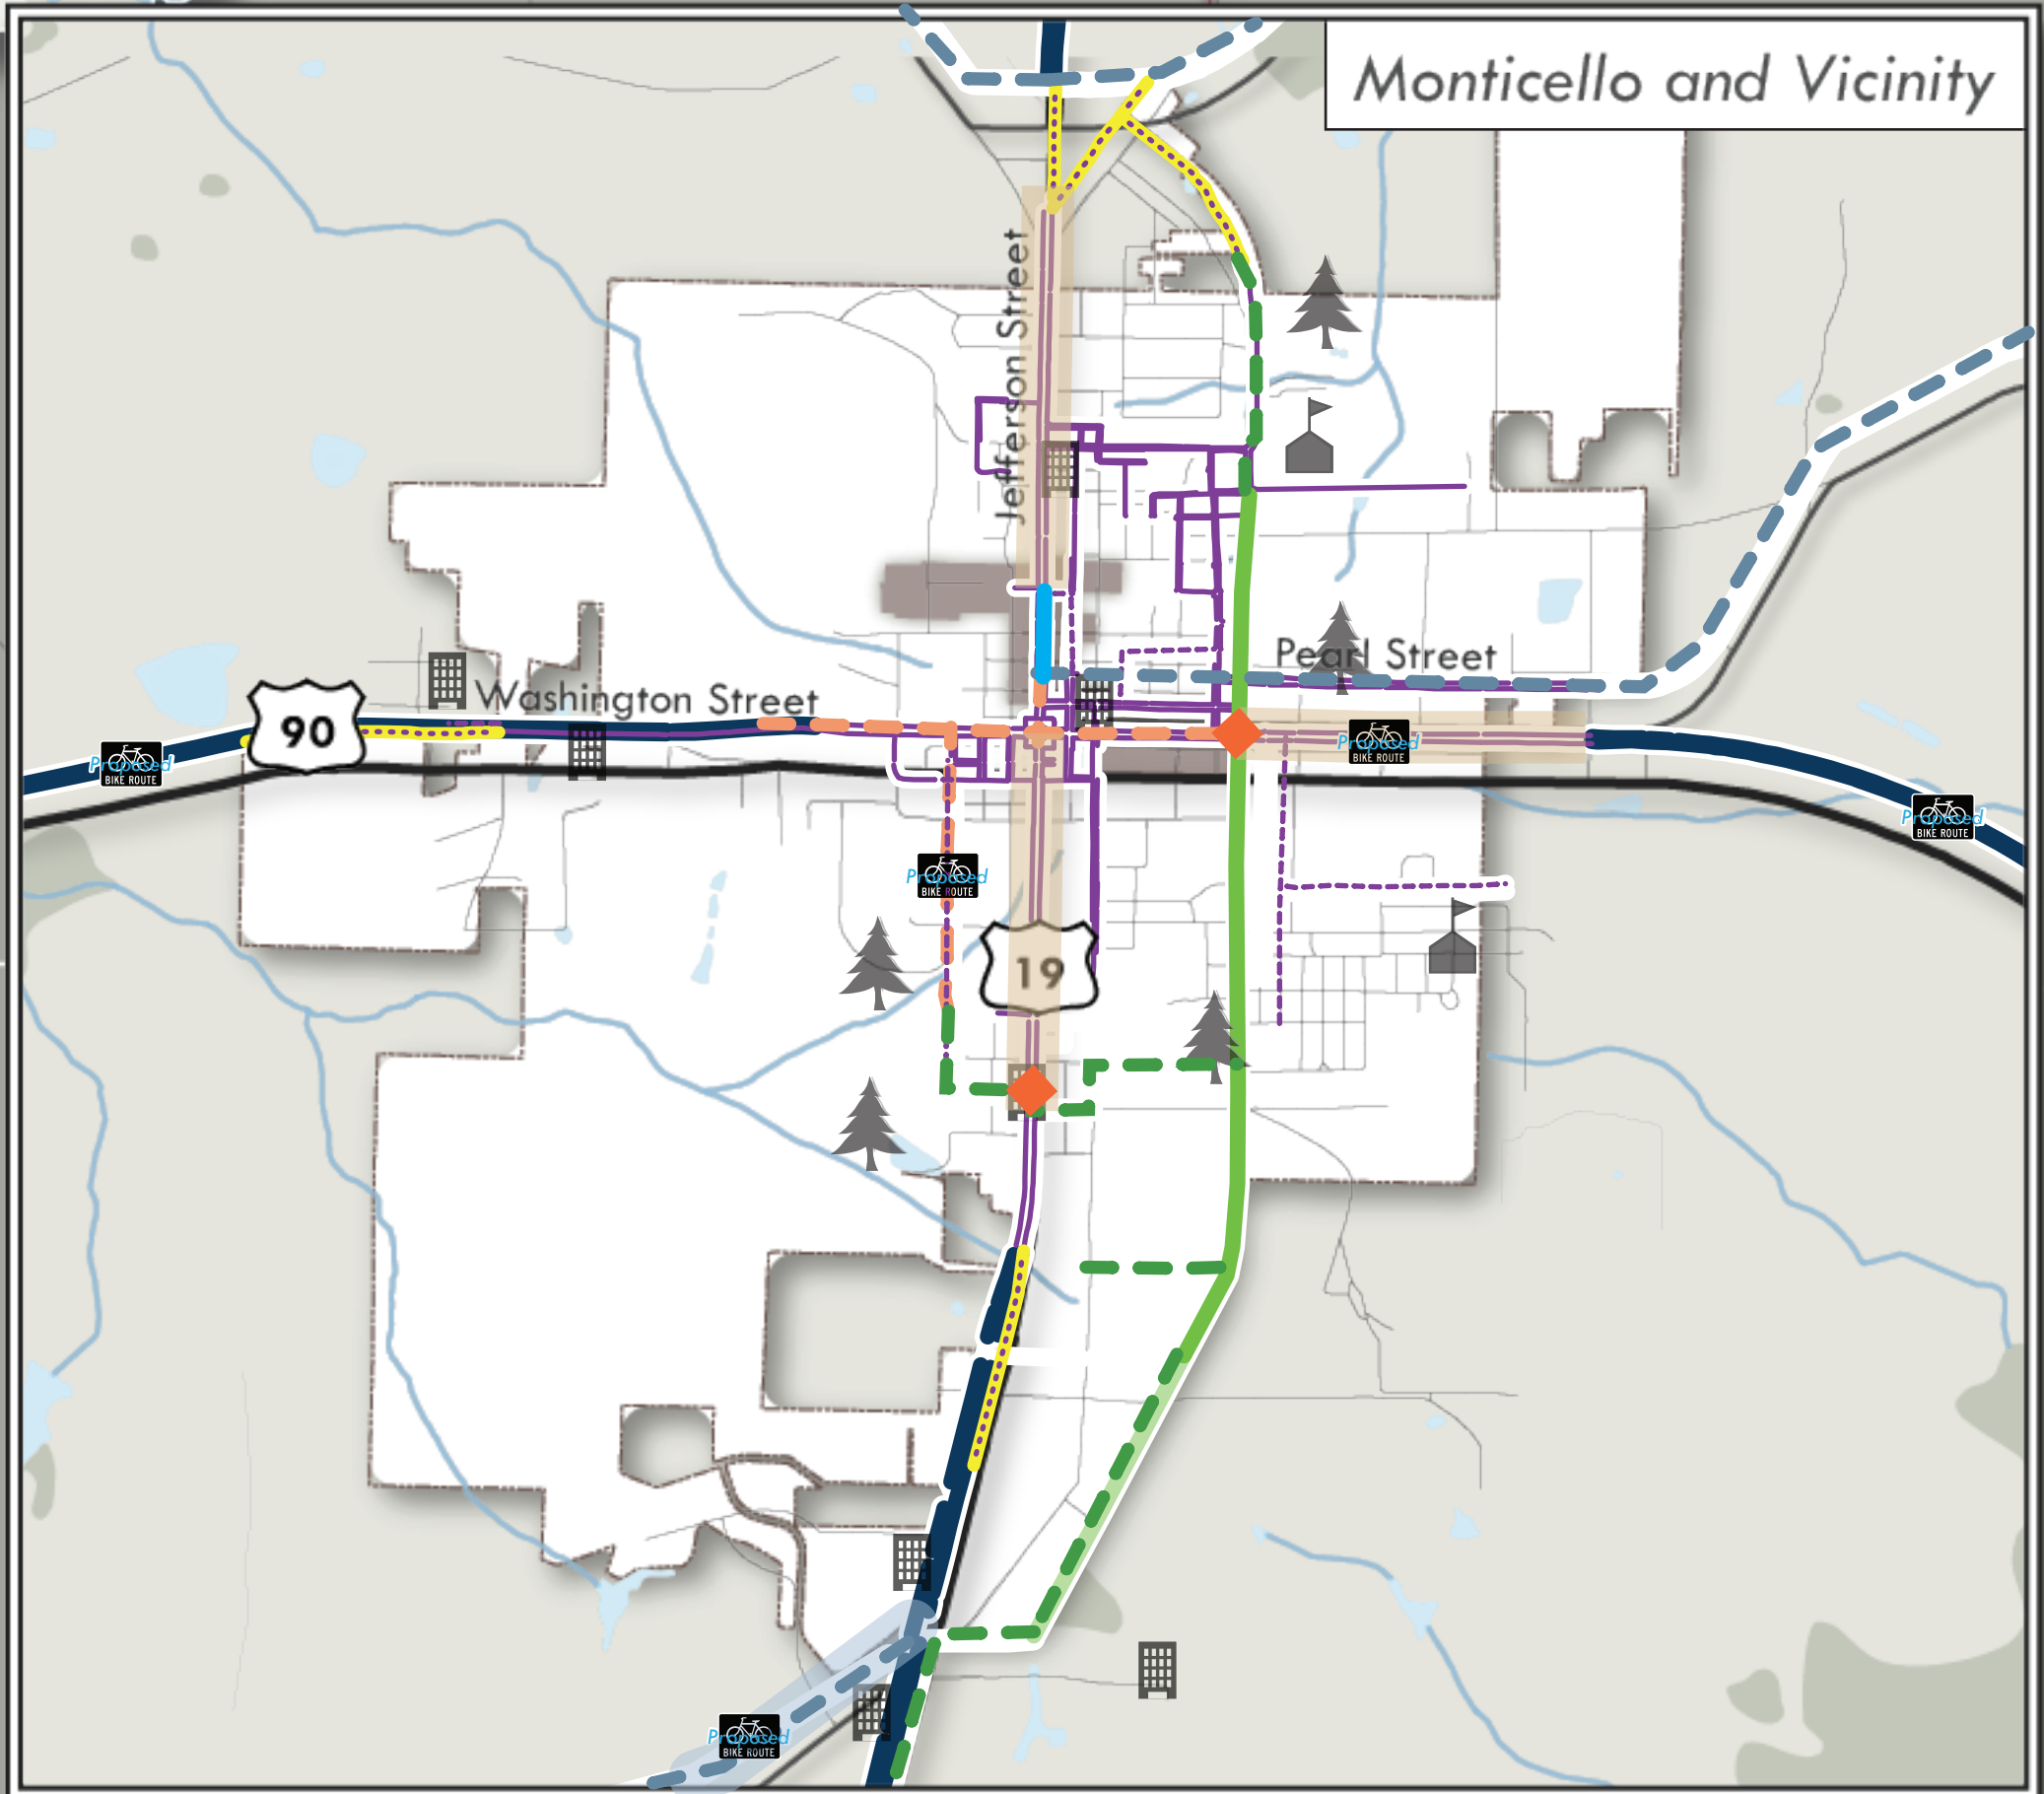 Monticello and Vicinity
Jefferson Street
Pearl Street
Washington Street
90
Proposed
BIKE ROUTE
Proposed
BIKE ROUTE
Proposed
BIKE ROUTE
Proposed
BIKE ROUTE
19
Proposed
BIKE ROUTE